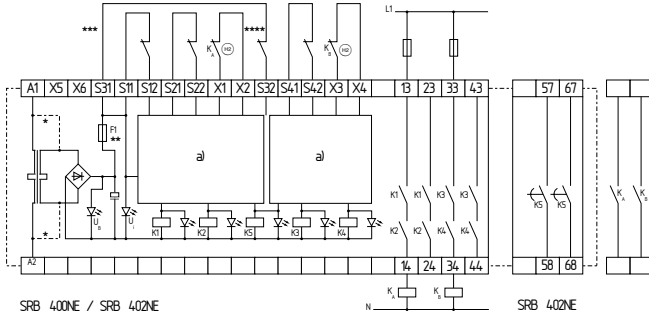 L1
*** ****
K A H2 K B H2
A1 X5 X6 S31 S11 S12 S21 S22 X1 X2 S32 S41 S42 X3 X4 13 23 33 43 57 67
* F1
**
a) a)
K1 K1 K3 K3 K5 K5 K A K B
U B U i
K1 K2 K5 K3 K4 K2 K2 K4 K4
*
A2 14 24 34 44 58 68
K A K B
N
SRB 400NE / SRB 402NE SRB 402NE